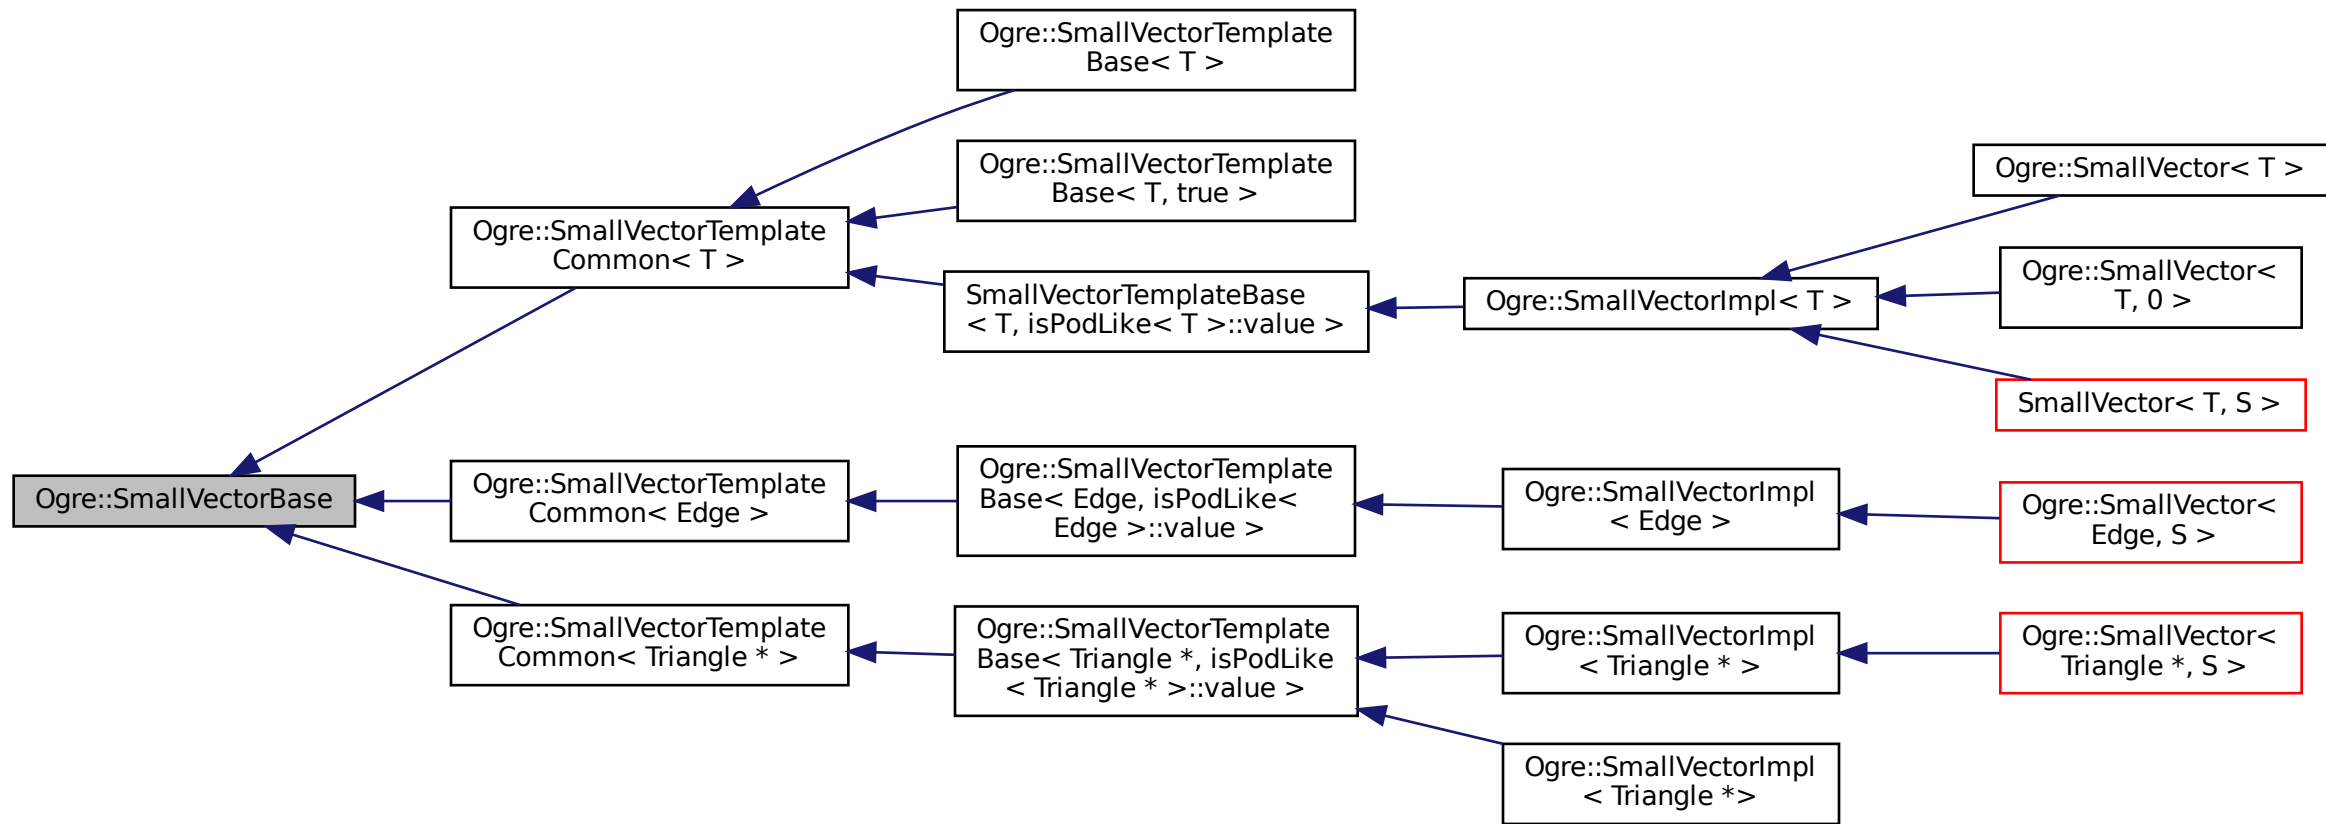 Ogre::SmallVectorBase
Ogre::SmallVectorTemplate
Common< T >
Ogre::SmallVectorTemplate
Common< Edge >
Ogre::SmallVectorTemplate
Common< Triangle * >
Ogre::SmallVectorTemplate
Base< T >
Ogre::SmallVectorTemplate
Base< T, true >
SmallVectorTemplateBase
< T, isPodLike< T >::value >
Ogre::SmallVectorTemplate
Base< Edge, isPodLike<
Edge >::value >
Ogre::SmallVectorTemplate
Base< Triangle *, isPodLike
< Triangle * >::value >
Ogre::SmallVectorImpl< T >
Ogre::SmallVectorImpl
< Edge >
Ogre::SmallVectorImpl
< Triangle * >
Ogre::SmallVectorImpl
< Triangle *>
Ogre::SmallVector< T >
Ogre::SmallVector<
T, 0 >
SmallVector< T, S >
Ogre::SmallVector<
Edge, S >
Ogre::SmallVector<
Triangle *, S >